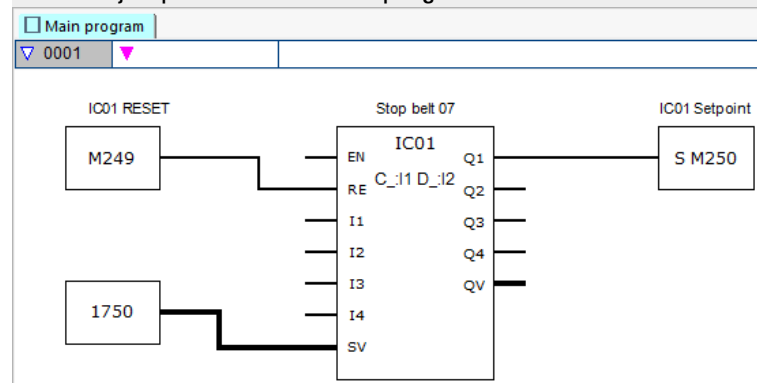 Main program
0001
IC01 RESET
Stop belt 07
IC01 Setpoint
M249
IC01
S M250
EN
Q1
C_:I1 D_:I2
RE
Q2
I1
Q3
I2
Q4
I3
QV
1750
I4
SV